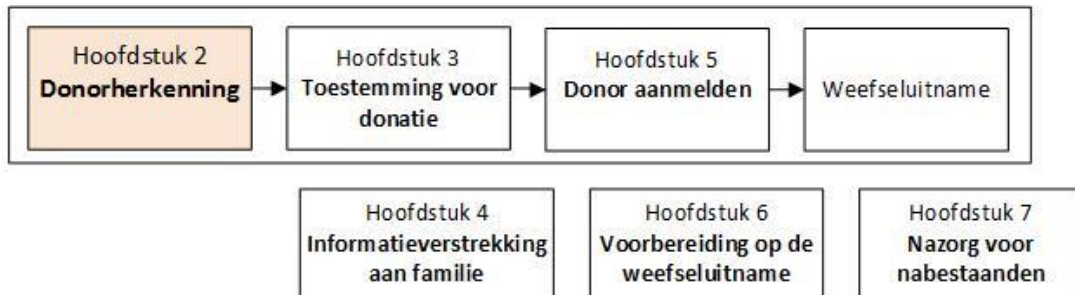 Hoofdstuk 2
Donorherkenning
Hoofdstuk 3
Toestemming voor
donatie
Hoofdstuk 5
Donor aanmelden
Weefseluitname
Hoofdstuk 4
Informatieverstrekking
aan familie
Hoofdstuk 6
Voorbereiding op de
weefseluitname
Hoofdstuk 7
Nazorg voor
nabestaanden